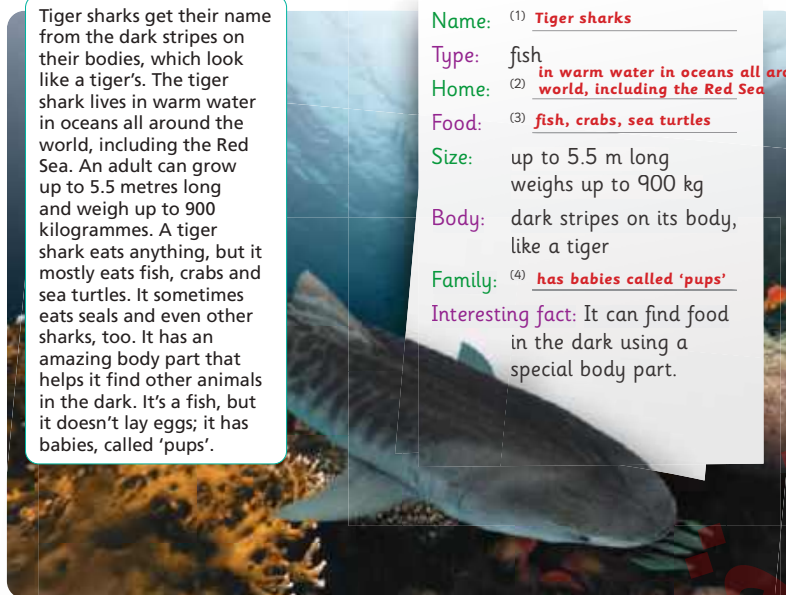 Tiger sharks get their name
from the dark stripes on
their bodies, which look
like a tiger's. The tiger
shark lives in warm water
in oceans all around the
world, including the Red
Sea. An adult can grow
up to 5.5 metres long
and weigh up to 900
kilogrammes. A tiger
shark eats anything, but it
mostly eats fish, crabs and
sea turtles. It sometimes
eats seals and even other
sharks, too. It has an
amazing body part that
helps it find other animals
in the dark. It's a fish, but
it doesn't lay eggs; it has
babies, called 'pups'.
Name: (1) Tiger sharks
Type: fish
in warm water in oceans all
Home: (2) world, including the Red Sea
Food: (3) fish, crabs, sea turtles
Size: up to 5.5 m long
weighs up to 900 kg
Body: dark stripes on its body,
like a tiger
Family: (4) has babies called 'pups'
Interesting fact: It can find food
in the dark using a
special body part.